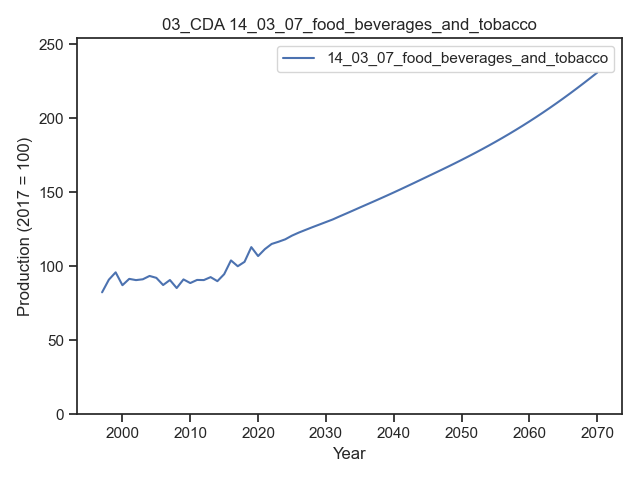 03_CDA 14_03_07_food_beverages_and_tobacco
14_03_07_food_beverages_and_tobacco
250
200
150
100
50
0
Production (2017 = 100)
2000 2010 2020 2030 2040 2050 2060 2070
Year